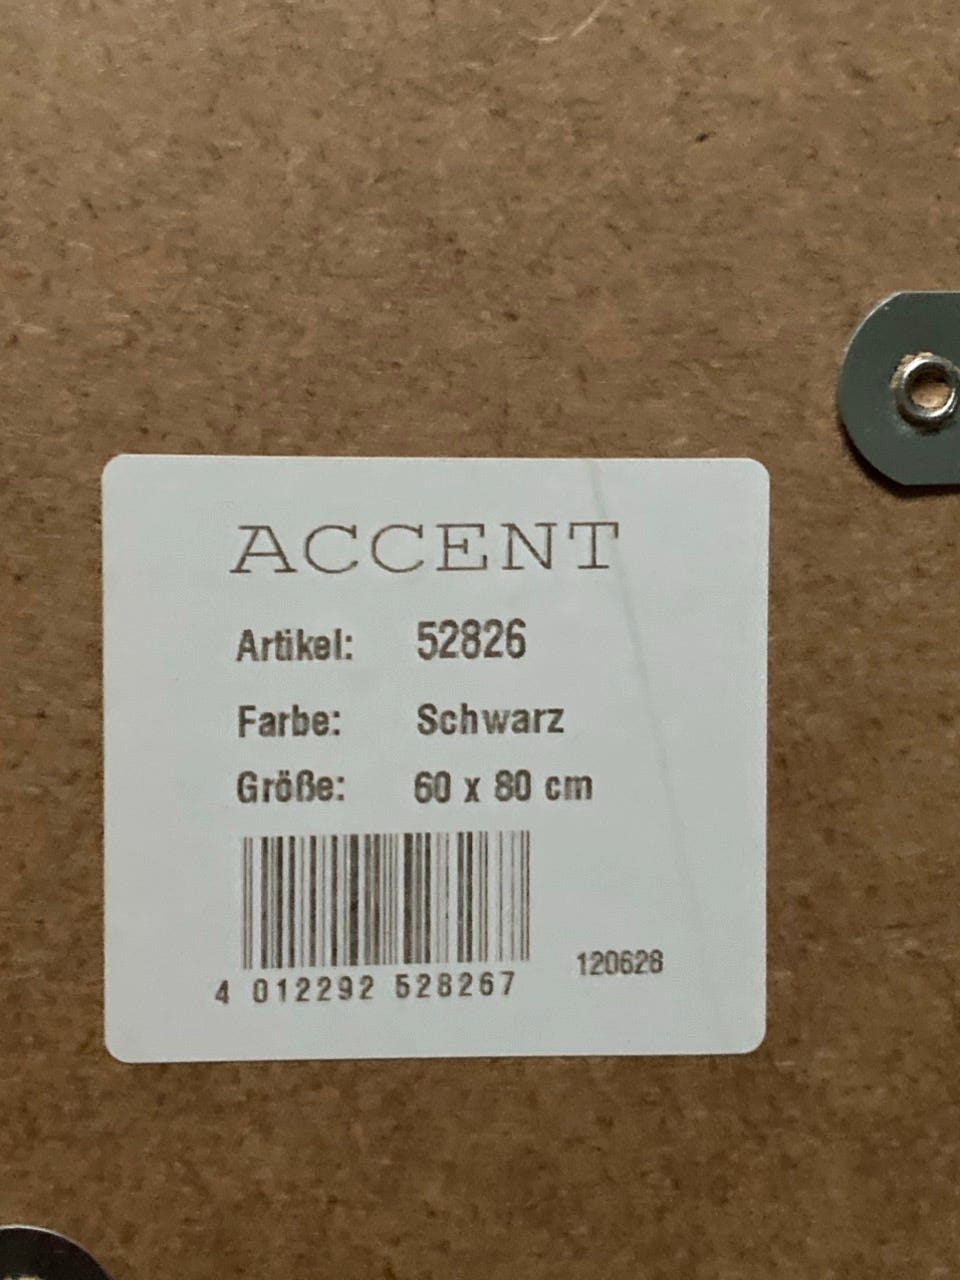 ACCENT
Artikel: 52826
Farbe: Schwarz
Größe: 60 x 80 cm
120628
4 012292 528267